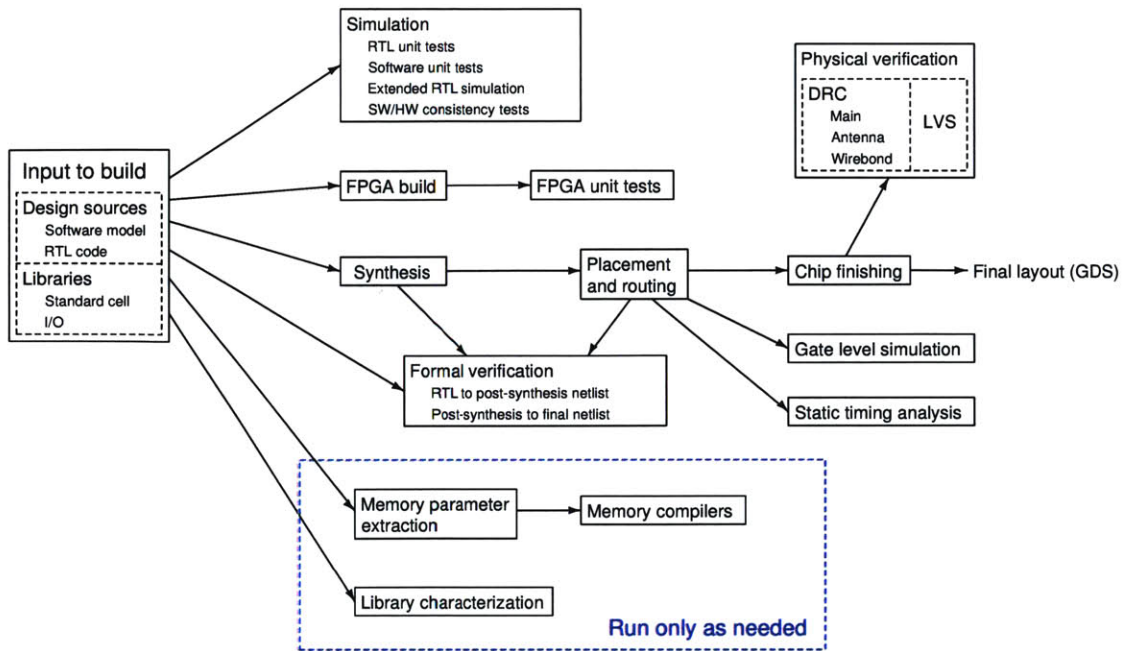 Simulation
RTL unit tests
Software unit tests
Extended RTL simulation
SW/HW consistency tests
Physical verification
DRC
Main
Antenna
Wirebond
LVS
Input to build
Design sources
Software model
RTL code
Libraries
Standard cell
I/O
FPGA build
FPGA unit tests
Synthesis
Placement
and routing
Chip finishing
Final layout (GDS)
Gate level simulation
Formal verification
RTL to post-synthesis netlist
Post-synthesis to final netlist
Static timing analysis
Memory parameter
extraction
Memory compilers
Library characterization
Run only as needed